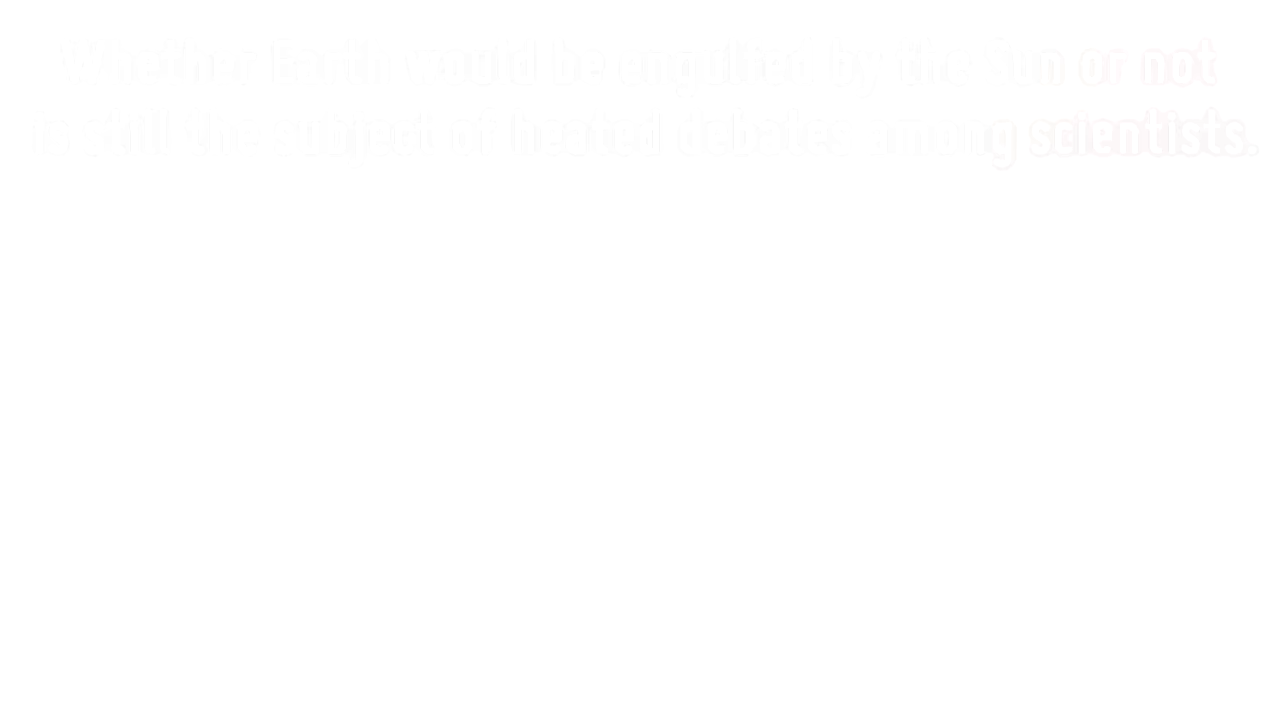 Whether Earth would be engulfed by the Sun or not
is still the subject of heated debates among scientists.